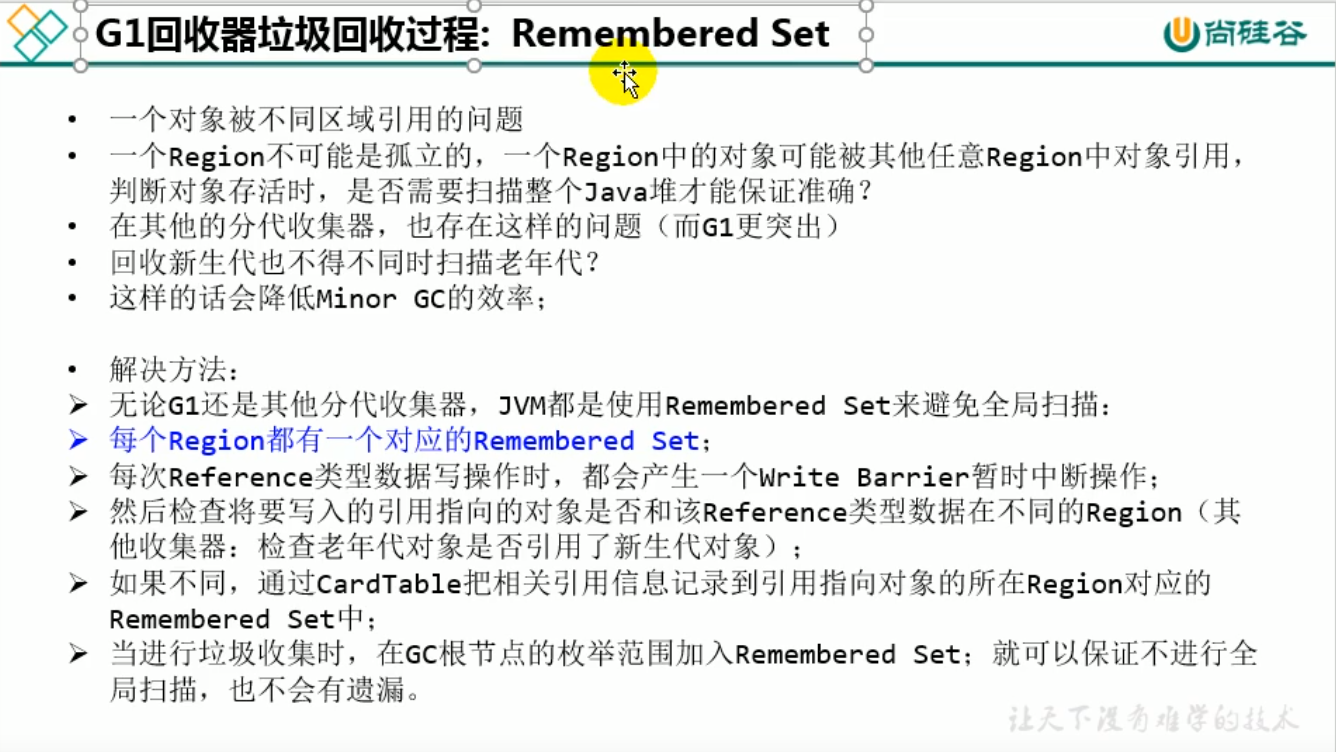 G1回收器垃圾回收过程: Remembered Set
尚硅谷
• 一个对象被不同区域引用的问题
• 一个Region不可能是孤立的，一个Region中的对象可能被其他任意Region中对象引用，
判断对象存活时，是否需要扫描整个Java堆才能保证准确？
• 在其他的分代收集器，也存在这样的问题（而G1更突出）
• 回收新生代也不得不同时扫描老年代？
• 这样的话会降低Minor GC的效率；
• 解决方法：
➢ 无论G1还是其他分代收集器，JVM都是使用Remembered Set来避免全局扫描：
➢ 每个Region都有一个对应的Remembered Set；
➢ 每次Reference类型数据写操作时，都会产生一个Write Barrier暂时中断操作；
➢ 然后检查将要写入的引用指向的对象是否和该Reference类型数据在不同的Region（其
他收集器：检查老年代对象是否引用了新生代对象）；
➢ 如果不同，通过CardTable把相关引用信息记录到引用指向对象的所在Region对应的
Remembered Set中；
➢ 当进行垃圾收集时，在GC根节点的枚举范围加入Remembered Set；就可以保证不进行全
局扫描，也不会有遗漏。
让天下没有难学的技术